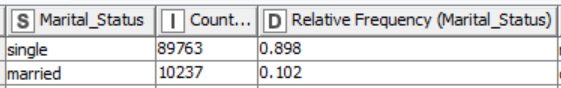 S Marital_Status I Count... D Relative Frequency (Marital_Status)
single 89763 0.898
married 10237 0.102